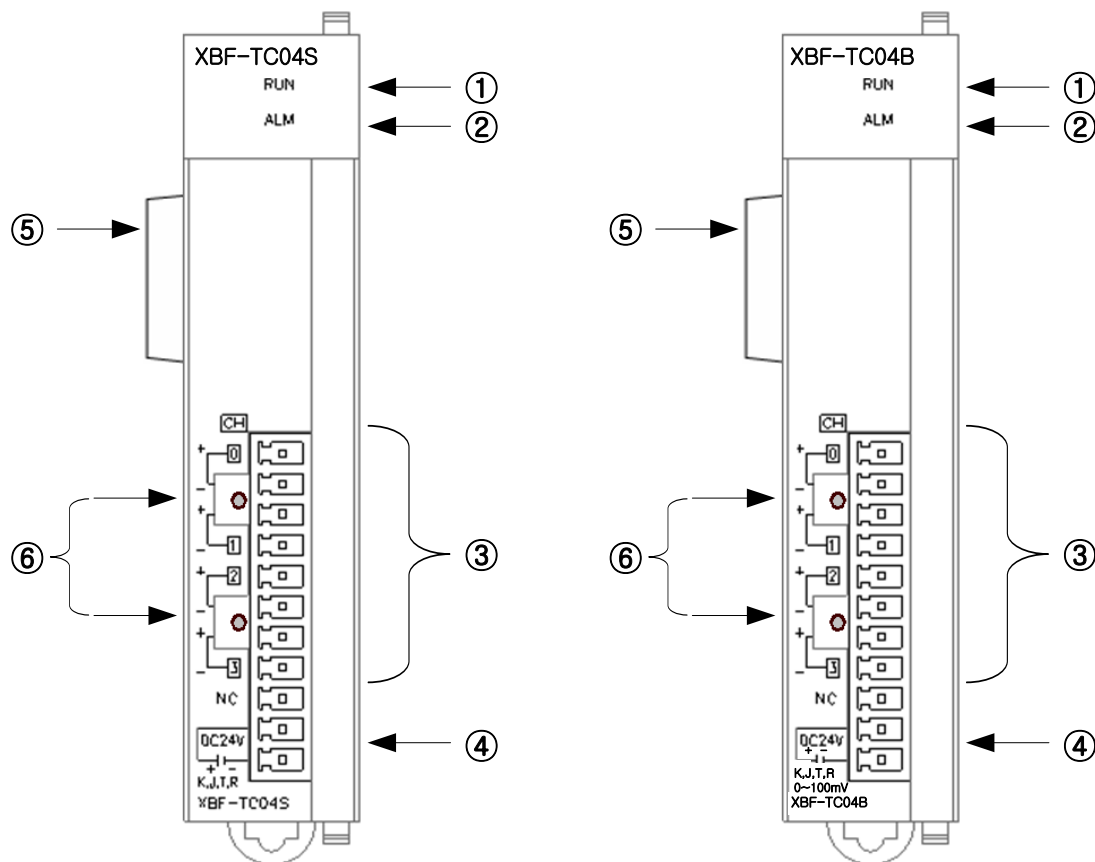 XBF-TC04S
RUN
ALM
①
②
⑤
CH
+ 0
-
+
- 1
+ 2
-
+
- 3
⑥
③
NC
DC24V
+ -
④
K,J,T,R
XBF-TC04S
XBF-TC04B
RUN
ALM
①
②
⑤
CH
+ 0
-
+
- 1
+ 2
-
+
- 3
⑥
③
NC
DC24V
+ -
④
K,J,T,R
0~100mV
XBF-TC04B